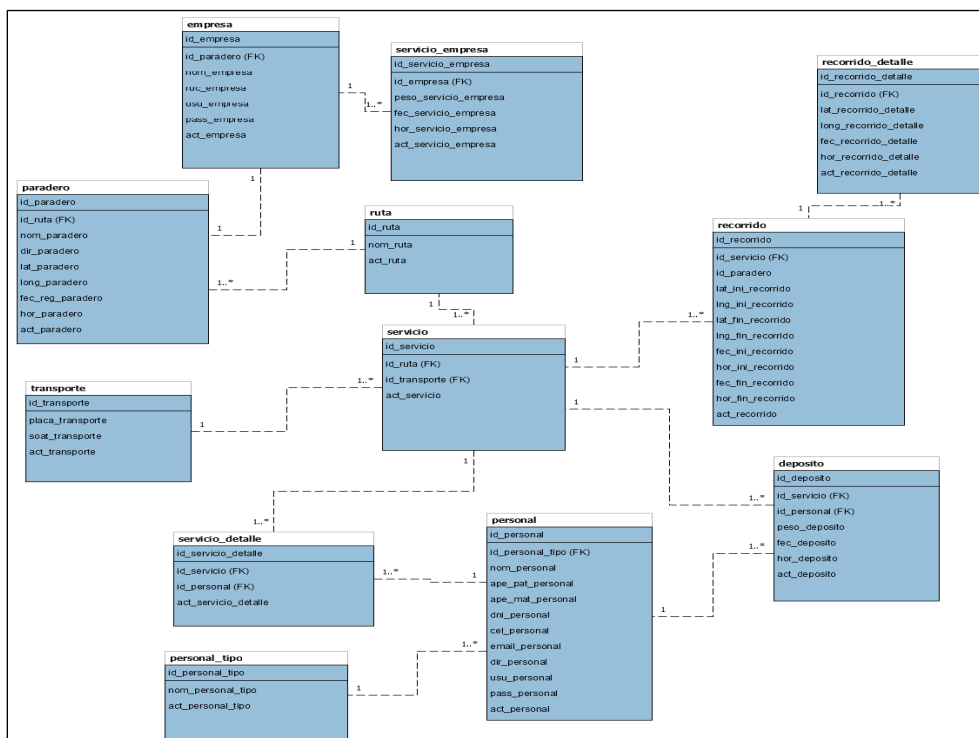 empresa
id_empresa
id_paradero (FK)
nom_empresa
ruc_empresa
usu_empresa
pass_empresa
act_empresa
servicio_empresa
id_servicio_empresa
id_empresa (FK)
peso_servicio_empresa
fec_servicio_empresa
hor_servicio_empresa
act_servicio_empresa
1
1..*
recorrido_detalle
id_recorrido_detalle
id_recorrido (FK)
lat_recorrido_detalle
long_recorrido_detalle
fec_recorrido_detalle
hor_recorrido_detalle
act_recorrido_detalle
1
1..*
paradero
id_paradero
id_ruta (FK)
nom_paradero
dir_paradero
lat_paradero
long_paradero
fec_reg_paradero
hor_paradero
act_paradero
1
1
ruta
id_ruta
nom_ruta
act_ruta
1
1..*
recorrido
id_recorrido
id_servicio (FK)
id_paradero
lat_ini_recorrido
lng_ini_recorrido
lat_fin_recorrido
lng_fin_recorrido
fec_ini_recorrido
hor_ini_recorrido
fec_fin_recorrido
hor_fin_recorrido
act_recorrido
1
1..*
servicio
id_servicio
id_ruta (FK)
id_transporte (FK)
act_servicio
1
1..*
transporte
id_transporte
placa_transporte
soat_transporte
act_transporte
1
1..*
deposito
id_deposito
id_servicio (FK)
id_personal (FK)
peso_deposito
fec_deposito
hor_deposito
act_deposito
1
1..*
1
1..*
servicio_detalle
id_servicio_detalle
id_servicio (FK)
id_personal (FK)
act_servicio_detalle
1
1..*
personal
id_personal
id_personal_tipo (FK)
nom_personal
ape_pat_personal
ape_mat_personal
dni_personal
cel_personal
email_personal
dir_personal
usu_personal
pass_personal
act_personal
1..*
1
1
1..*
personal_tipo
id_personal_tipo
nom_personal_tipo
act_personal_tipo